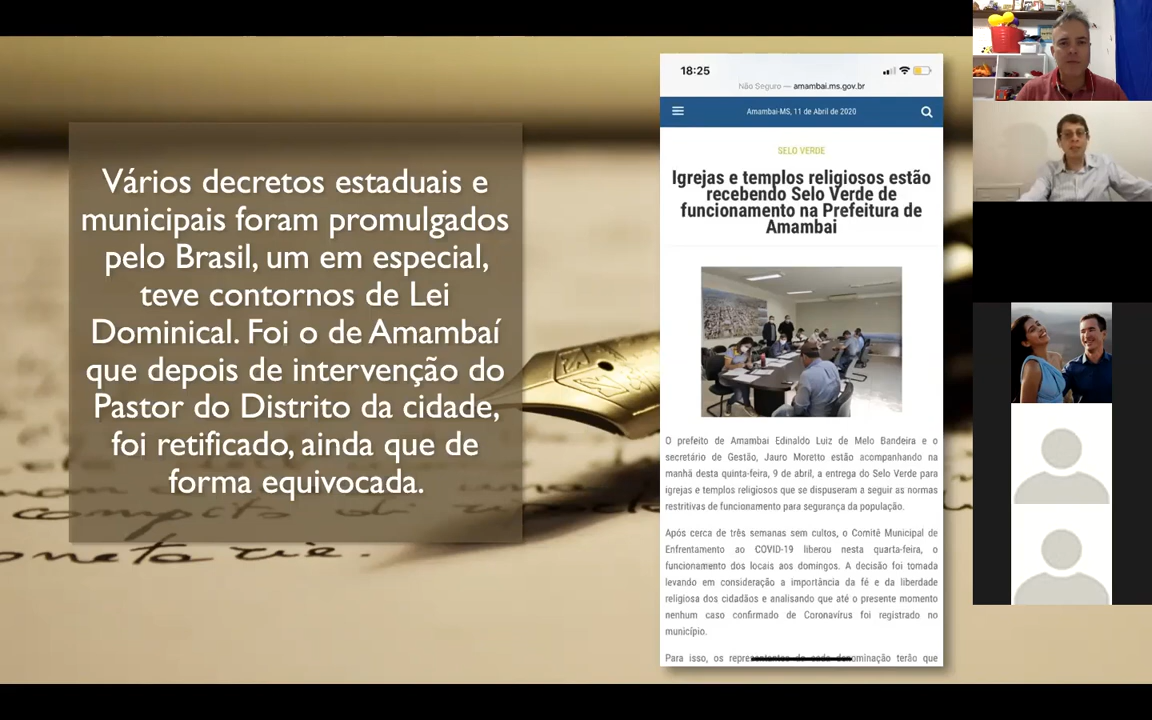 Vários decretos estaduais e
municipais foram promulgados
pelo Brasil, um em especial,
teve contornos de Lei
Dominical. Foi o de Amambaí
que depois de intervenção do
Pastor do Distrito da cidade,
foi retificado, ainda que de
forma equivocada.
18:25
Não Seguro — amambai.ms.gov.br
Amambai-MS, 11 de Abril de 2020
SELO VERDE
Igrejas e templos religiosos estão
recebendo Selo Verde de
funcionamento na Prefeitura de
Amambai
O prefeito de Amambai Edinaldo Luiz de Melo Bandeira e o
secretário de Gestão, Jauro Moretto estão acompanhando na
manhã desta quinta-feira, 9 de abril, a entrega do Selo Verde para
igrejas e templos religiosos que se dispuseram a seguir as normas
restritivas de funcionamento para segurança da população.
Após cerca de três semanas sem cultos, o Comitê Municipal de
Enfrentamento ao COVID-19 liberou nesta quarta-feira, o
funcionamento dos locais aos domingos. A decisão foi tomada
levando em consideração a importância da fé e da liberdade
religiosa dos cidadãos e analisando que até o presente momento
nenhum caso confirmado de Coronavírus foi registrado no
município.
Para isso, os representantes de cada denominação terão que